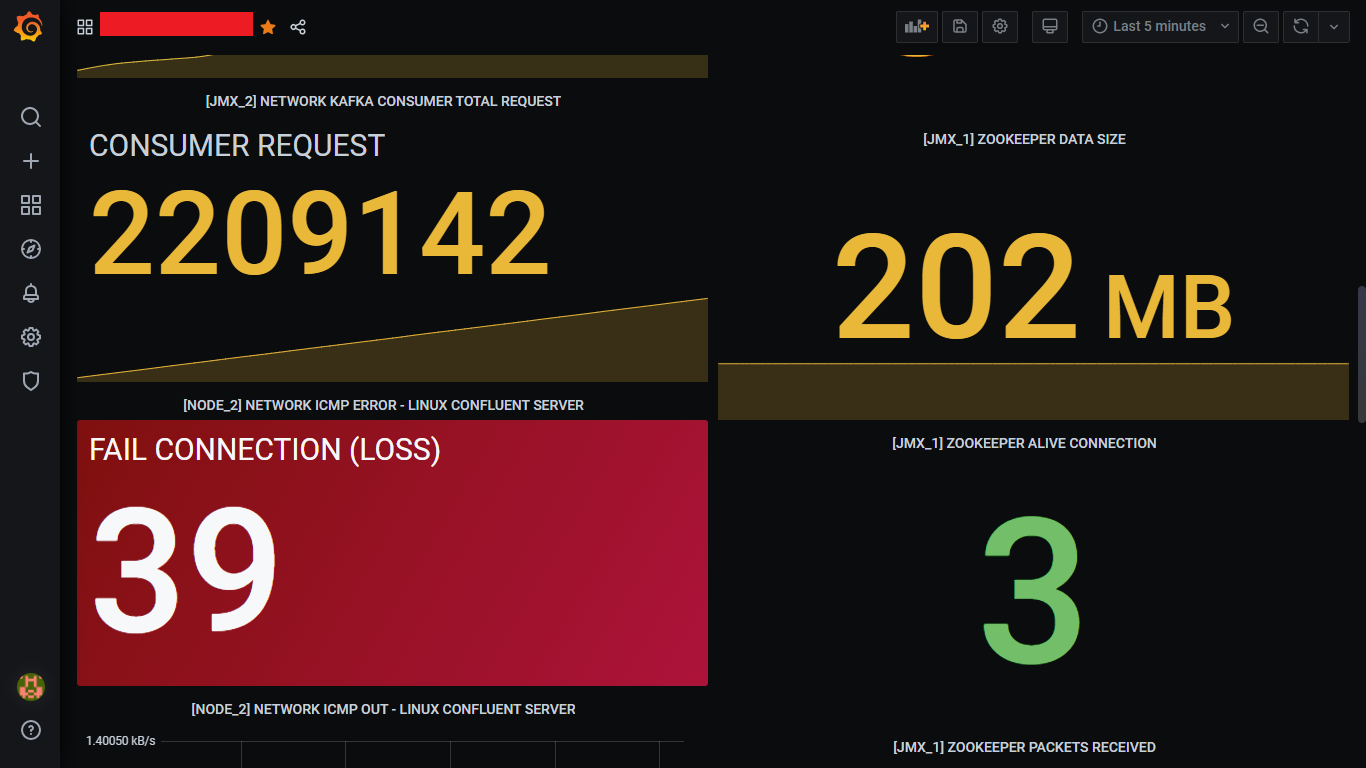 Last 5 minutes
[JMX_2] NETWORK KAFKA CONSUMER TOTAL REQUEST
CONSUMER REQUEST
2209142
[NODE_2] NETWORK ICMP ERROR - LINUX CONFLUENT SERVER
FAIL CONNECTION (LOSS)
39
[NODE_2] NETWORK ICMP OUT - LINUX CONFLUENT SERVER
1.40050 kB/s
[JMX_1] ZOOKEEPER DATA SIZE
202 MB
[JMX_1] ZOOKEEPER ALIVE CONNECTION
3
[JMX_1] ZOOKEEPER PACKETS RECEIVED